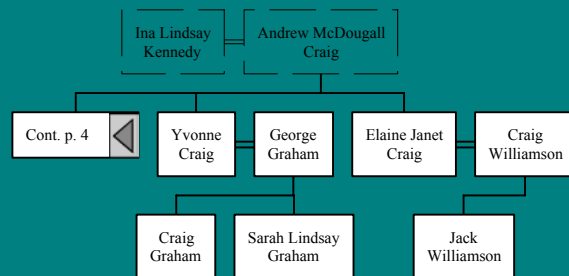 Ina Lindsay
Kennedy
Andrew McDougall
Craig
Cont. p. 4
Yvonne
Craig
George
Graham
Elaine Janet
Craig
Craig
Williamson
Craig
Graham
Sarah Lindsay
Graham
Jack
Williamson